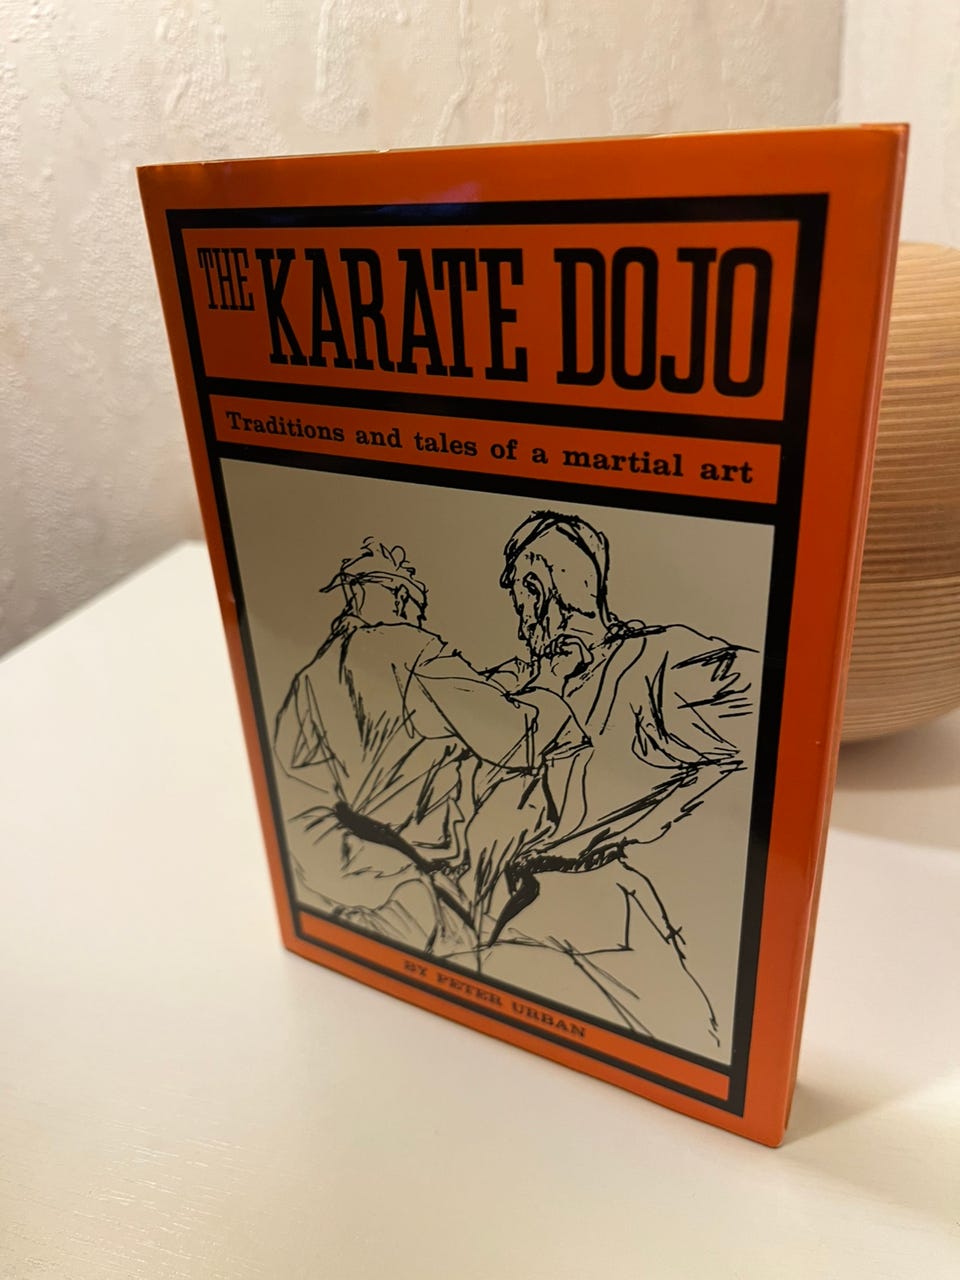 THE KARATE DOJO
Traditions and tales of a martial art
BY PETER URBAN